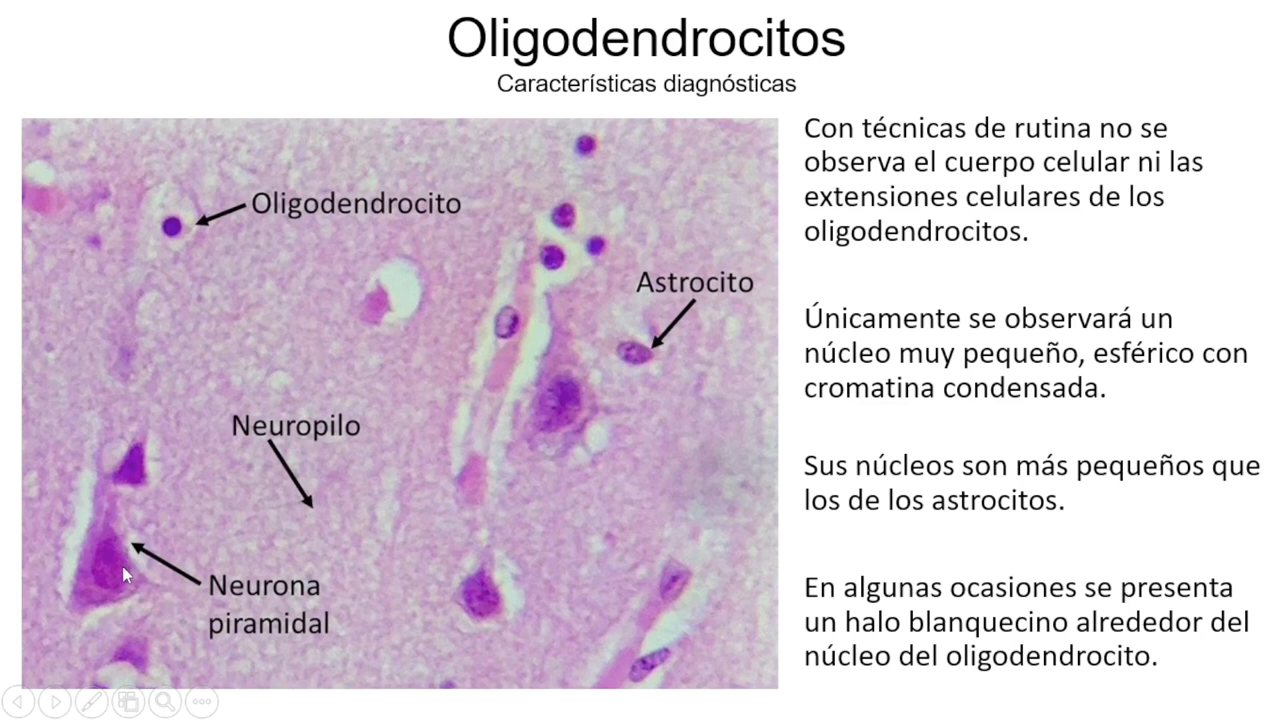 Oligodendrocitos
Características diagnósticas
Oligodendrocito
Astrocito
Neuropilo
Neurona
piramidal
Con técnicas de rutina no se
observa el cuerpo celular ni las
extensiones celulares de los
oligodendrocitos.
Únicamente se observará un
núcleo muy pequeño, esférico con
cromatina condensada.
Sus núcleos son más pequeños que
los de los astrocitos.
En algunas ocasiones se presenta
un halo blanquecino alrededor del
núcleo del oligodendrocito.